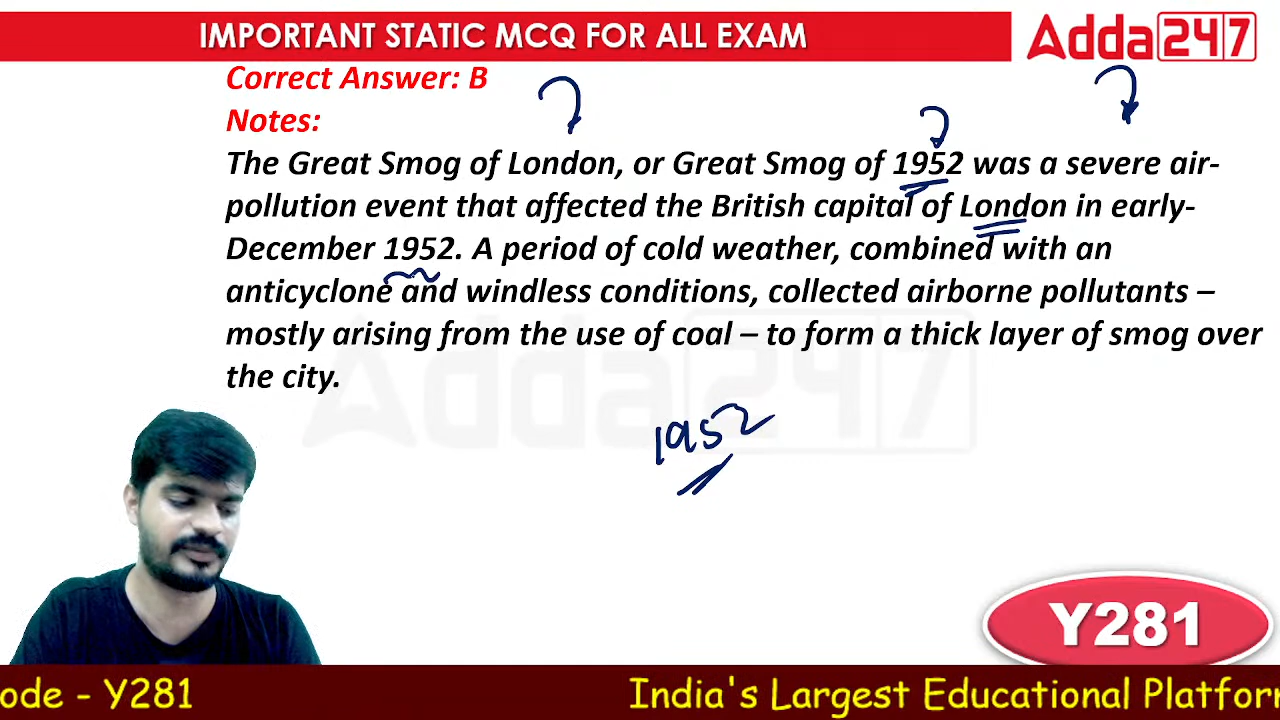 IMPORTANT STATIC MCQ FOR ALL EXAM
Adda247
Correct Answer: B
Notes:
The Great Smog of London, or Great Smog of 1952 was a severe air-
pollution event that affected the British capital of London in early-
December 1952. A period of cold weather, combined with an
anticyclone and windless conditions, collected airborne pollutants –
mostly arising from the use of coal – to form a thick layer of smog over
the city.
Adda247
1952
Y281
ode - Y281
India's Largest Educational Platfor